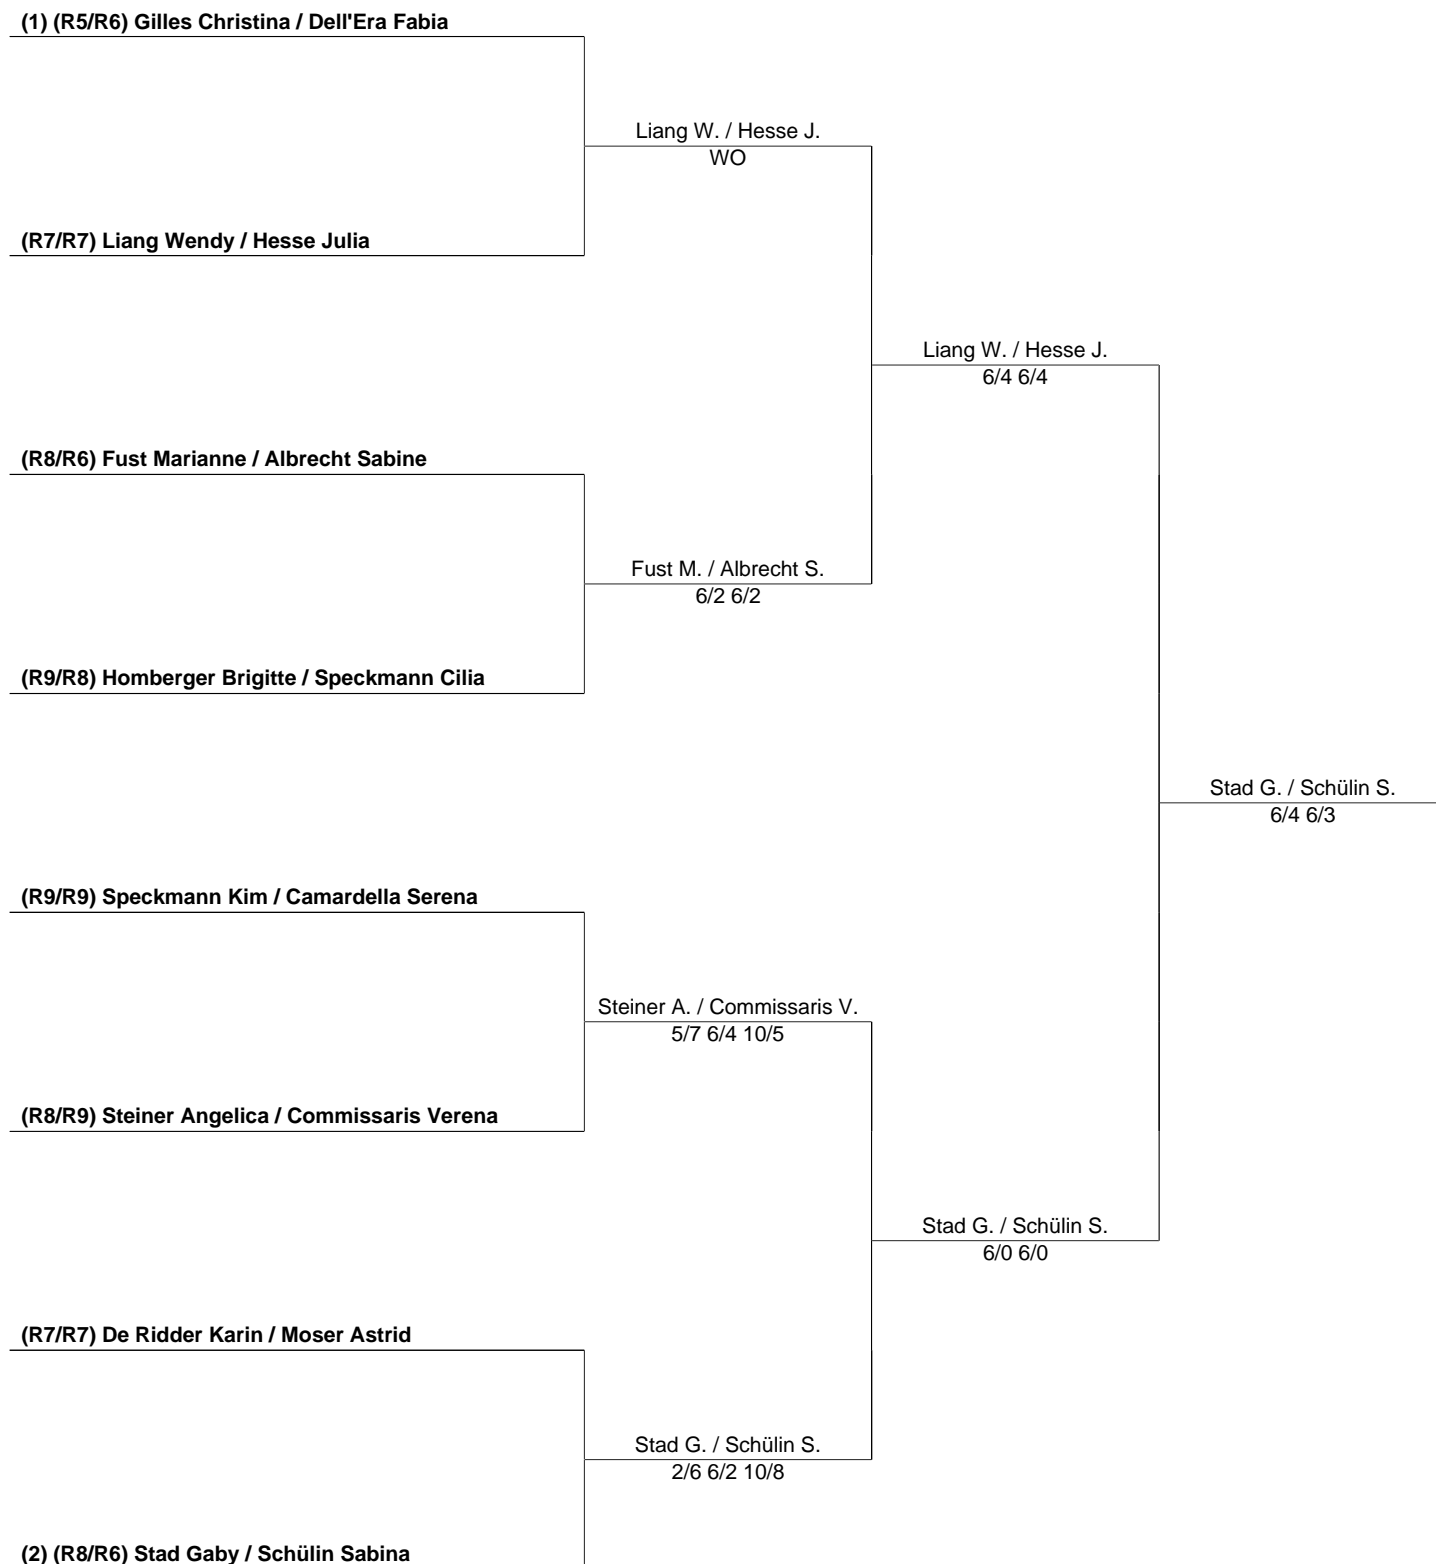 (1) (R5/R6) Gilles Christina / Dell'Era Fabia
Liang W. / Hesse J.
WO
(R7/R7) Liang Wendy / Hesse Julia
Liang W. / Hesse J.
6/4 6/4
(R8/R6) Fust Marianne / Albrecht Sabine
Fust M. / Albrecht S.
6/2 6/2
(R9/R8) Homberger Brigitte / Speckmann Cilia
Stad G. / Schülin S.
6/4 6/3
(R9/R9) Speckmann Kim / Camardella Serena
Steiner A. / Commissaris V.
5/7 6/4 10/5
(R8/R9) Steiner Angelica / Commissaris Verena
Stad G. / Schülin S.
6/0 6/0
(R7/R7) De Ridder Karin / Moser Astrid
Stad G. / Schülin S.
2/6 6/2 10/8
(2) (R8/R6) Stad Gaby / Schülin Sabina